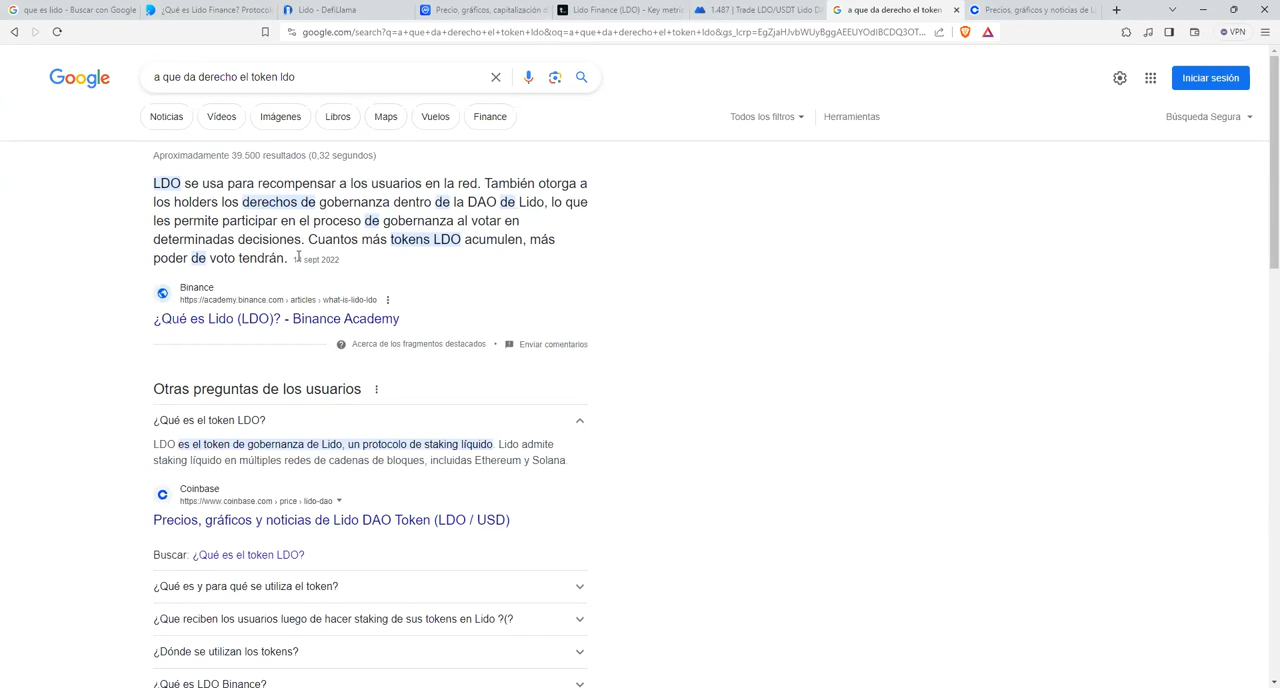 que es lido - Buscar con Google
¿Qué es Lido Finance? Protocol
Lido - DefiLlama
Precio, gráficos, capitalización d
Lido Finance (LDO) – Key metric
1.487 | Trade LDO/USDT Lido D
a que da derecho el token
Precios, gráficos y noticias de L
google.com/search?q=a+que+da+derecho+el+token+ldo&oq=a+que+da+derecho+el+token+ldo&gs_lcrp=EgZjaHJvbWUyBggAEEUYOdIBCDQ3OT...
VPN
Google
a que da derecho el token ldo
Iniciar sesión
Noticias
Vídeos
Imágenes
Libros
Maps
Vuelos
Finance
Todos los filtros
Herramientas
Búsqueda Segura
Aproximadamente 39.500 resultados (0,32 segundos)
LDO se usa para recompensar a los usuarios en la red. También otorga a
los holders los derechos de gobernanza dentro de la DAO de Lido, lo que
les permite participar en el proceso de gobernanza al votar en
determinadas decisiones. Cuantos más tokens LDO acumulen, más
poder de voto tendrán. sept 2022
Binance
https://academy.binance.com › articles › what-is-lido-ldo
¿Qué es Lido (LDO)? - Binance Academy
Acerca de los fragmentos destacados • Enviar comentarios
Otras preguntas de los usuarios
¿Qué es el token LDO?
LDO es el token de gobernanza de Lido, un protocolo de staking líquido. Lido admite
staking líquido en múltiples redes de cadenas de bloques, incluidas Ethereum y Solana.
Coinbase
https://www.coinbase.com › price › lido-dao
Precios, gráficos y noticias de Lido DAO Token (LDO / USD)
Buscar: ¿Qué es el token LDO?
¿Qué es y para qué se utiliza el token?
¿Que reciben los usuarios luego de hacer staking de sus tokens en Lido ?(?
¿Dónde se utilizan los tokens?
¿Qué es LDO Binance?